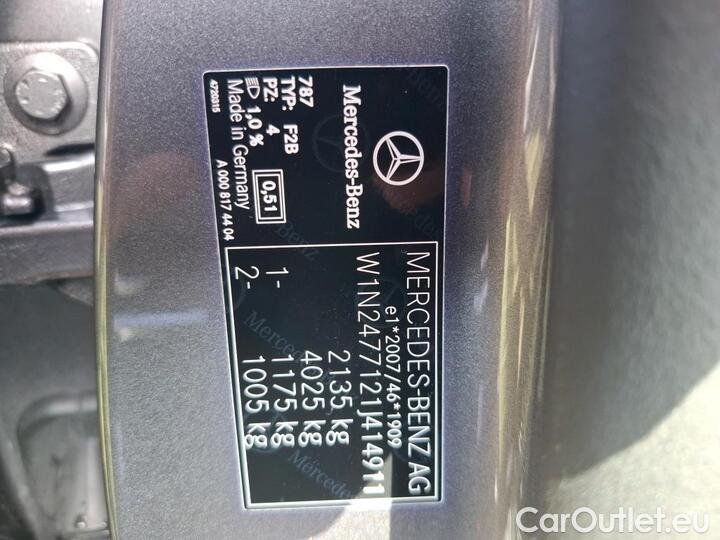 MERCEDES-BENZ AG
e1*2007/46*1909
W1N2477121J414911
2135 kg
4025 kg
1- 1175 kg
2- 1005 kg
Mercedes-Benz
787
TYP: F2B
PZ: 4
1,0 % 0,51
Made in Germany
4720315 A 000 817 44 04
CarOutlet.eu